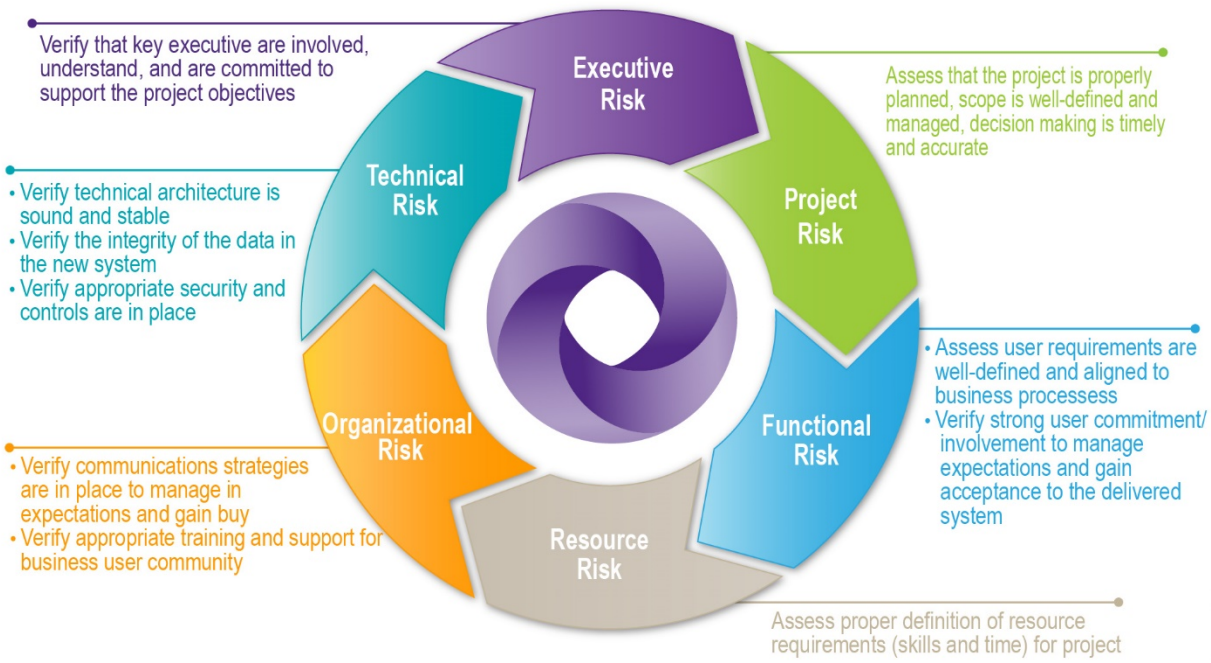 Verify that key executive are involved,
understand, and are committed to
support the project objectives
Executive
Risk
Assess that the project is properly
planned, scope is well-defined and
managed, decision making is timely
and accurate
Project
Risk
• Assess user requirements are
well-defined and aligned to
business processess
• Verify strong user commitment/
involvement to manage
expectations and gain
acceptance to the delivered
system
Functional
Risk
Assess proper definition of resource
requirements (skills and time) for project
Resource
Risk
• Verify communications strategies
are in place to manage in
expectations and gain buy
• Verify appropriate training and support for
business user community
Organizational
Risk
• Verify technical architecture is
sound and stable
• Verify the integrity of the data in
the new system
• Verify appropriate security and
controls are in place
Technical
Risk